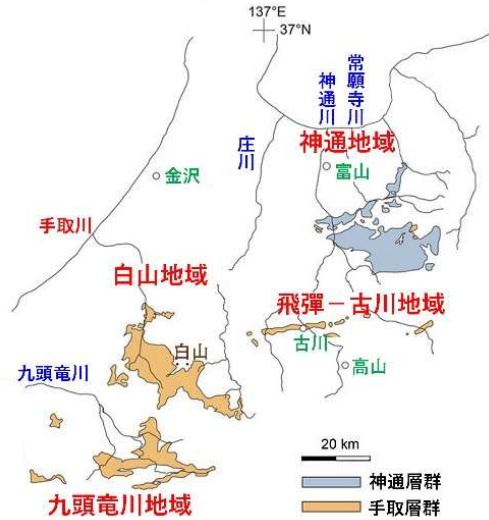 137°E
37°N
常願寺川
神通川
庄川
神通地域
富山
金沢
手取川
白山地域
飛彈－古川地域
白山
古川
高山
九頭竜川
20 km
神通層群
手取層群
九頭竜川地域